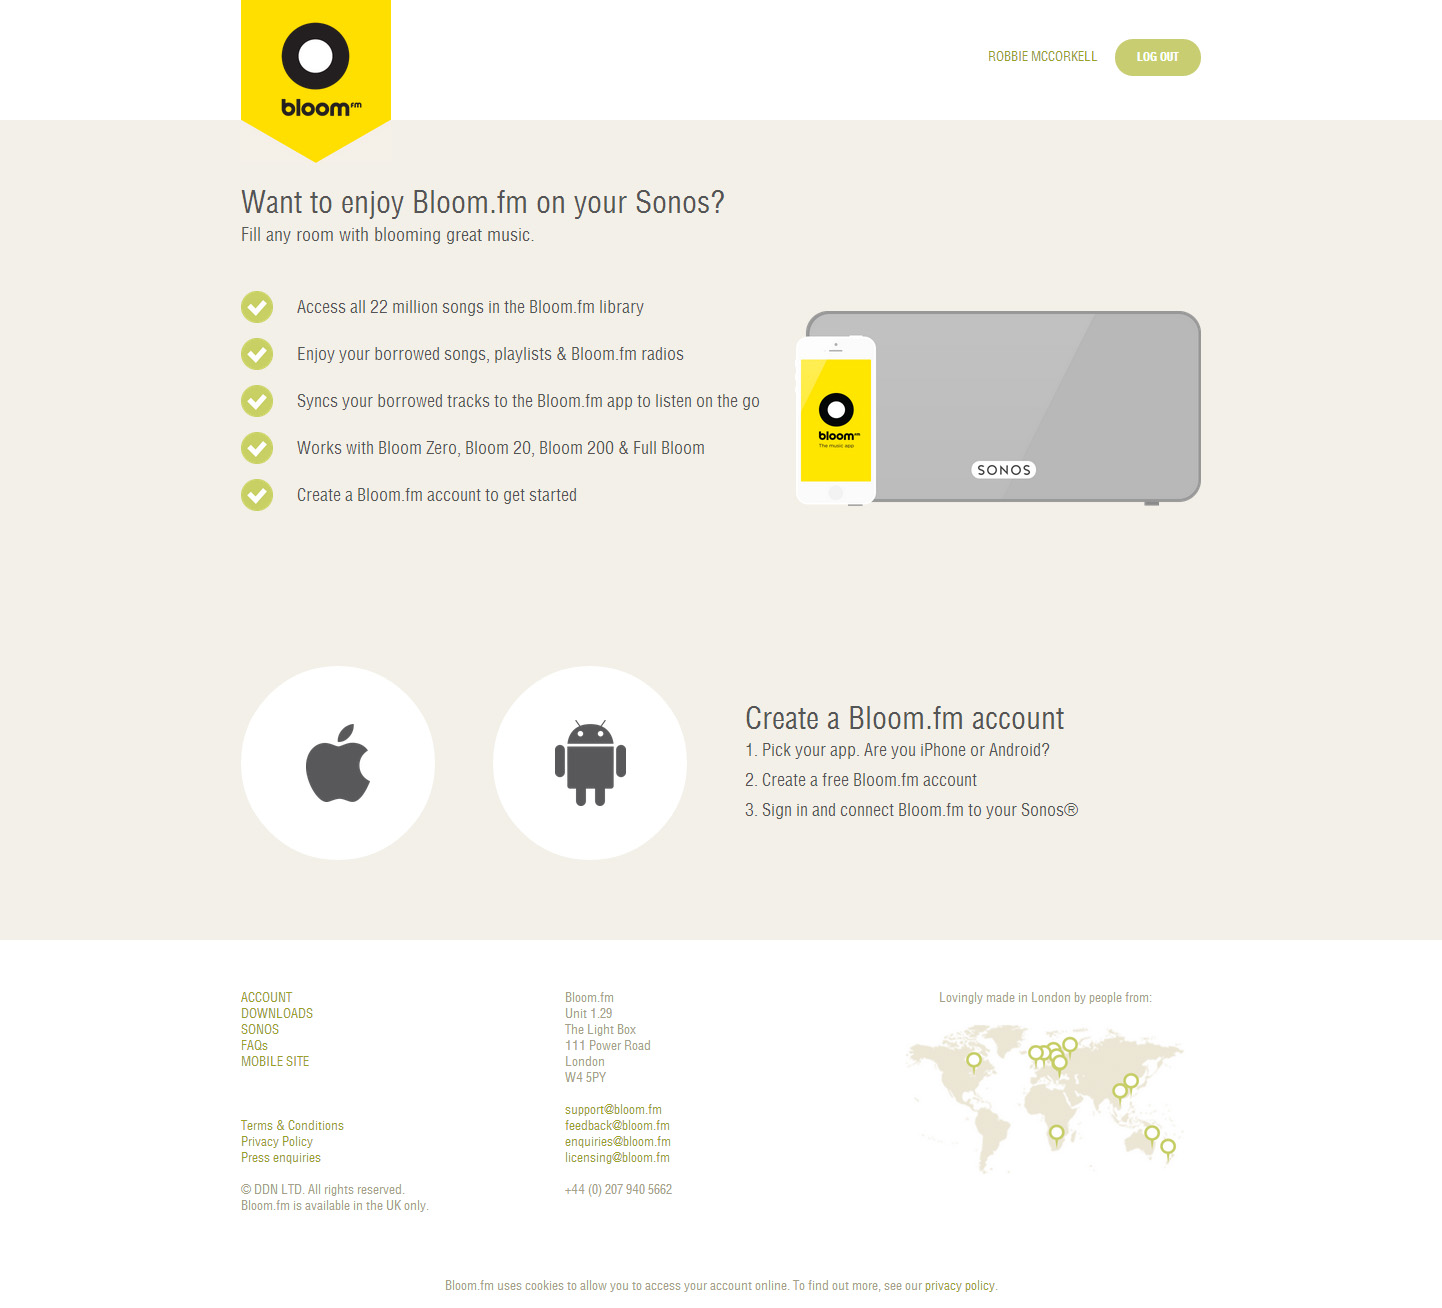 bloom fm
ROBBIE MCCORKELL
LOG OUT
Want to enjoy Bloom.fm on your Sonos?
Fill any room with blooming great music.
Access all 22 million songs in the Bloom.fm library
Enjoy your borrowed songs, playlists & Bloom.fm radios
Syncs your borrowed tracks to the Bloom.fm app to listen on the go
Works with Bloom Zero, Bloom 20, Bloom 200 & Full Bloom
Create a Bloom.fm account to get started
bloom fm
The music app
SONOS
Create a Bloom.fm account
1. Pick your app. Are you iPhone or Android?
2. Create a free Bloom.fm account
3. Sign in and connect Bloom.fm to your Sonos®
ACCOUNT
DOWNLOADS
SONOS
FAQs
MOBILE SITE
Terms & Conditions
Privacy Policy
Press enquiries
© DDN LTD. All rights reserved.
Bloom.fm is available in the UK only.
Bloom.fm
Unit 1.29
The Light Box
111 Power Road
London
W4 5PY
support@bloom.fm
feedback@bloom.fm
enquiries@bloom.fm
licensing@bloom.fm
+44 (0) 207 940 5662
Lovingly made in London by people from:
Bloom.fm uses cookies to allow you to access your account online. To find out more, see our privacy policy.